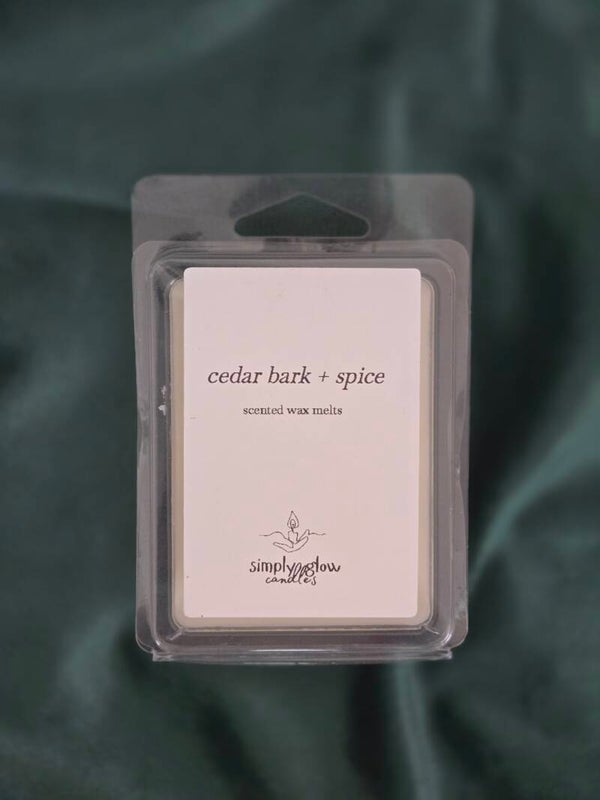 cedar bark + spice
scented wax melts
simply glow
candles